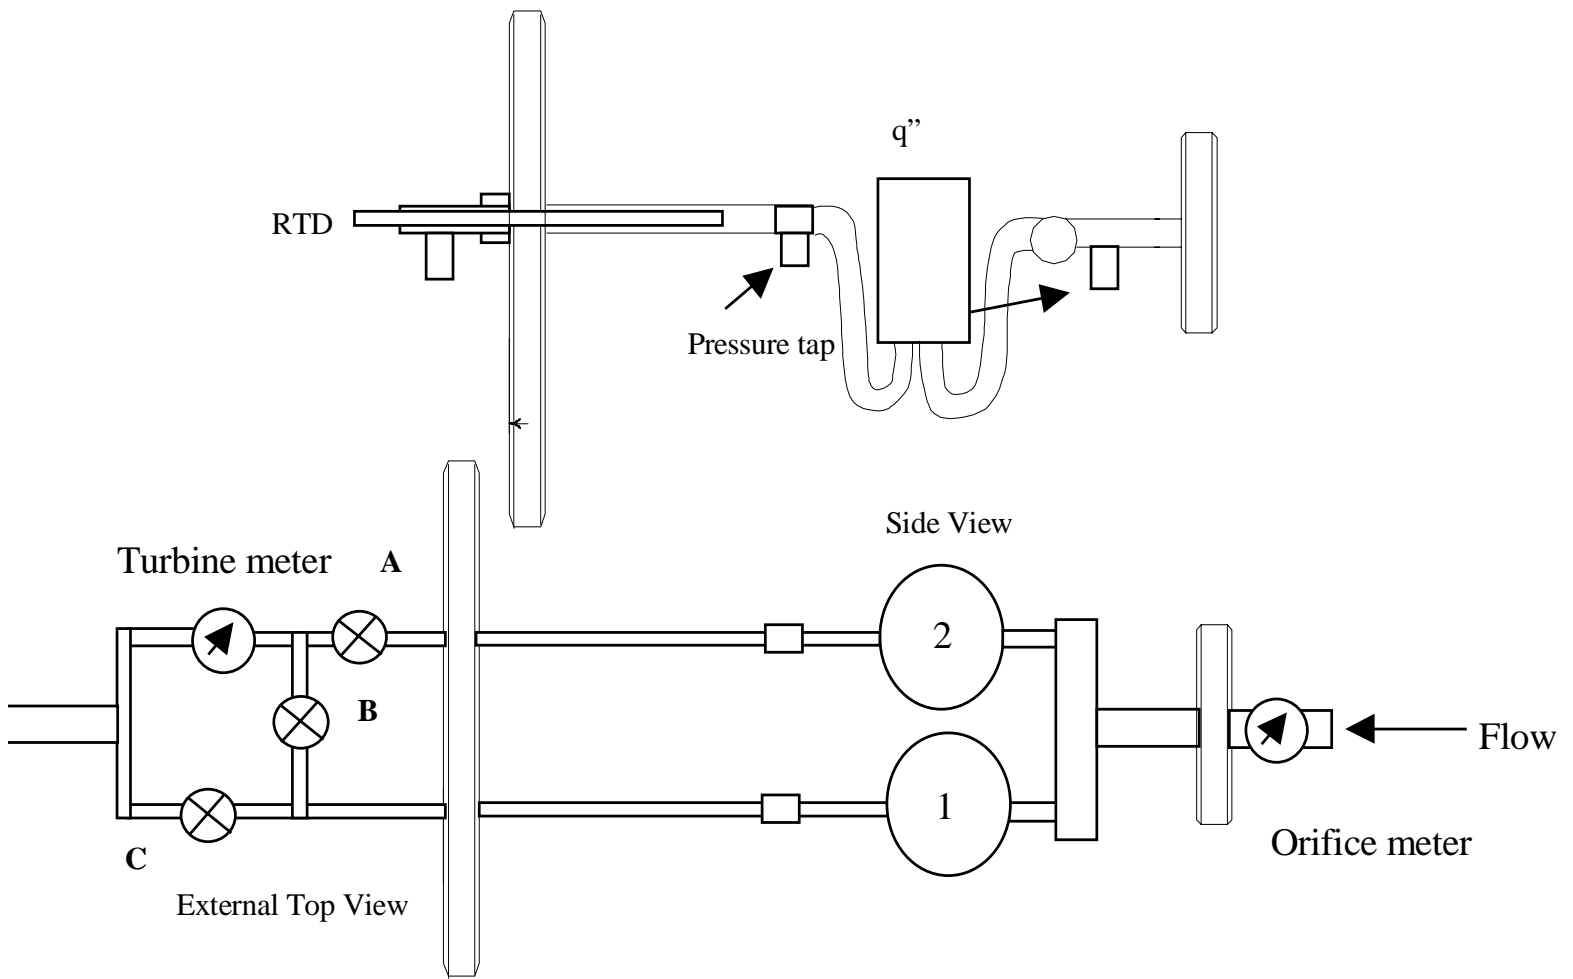 q”
RTD
Pressure tap
Side View
Turbine meter
A
2
B
Flow
1
Orifice meter
C
External Top View